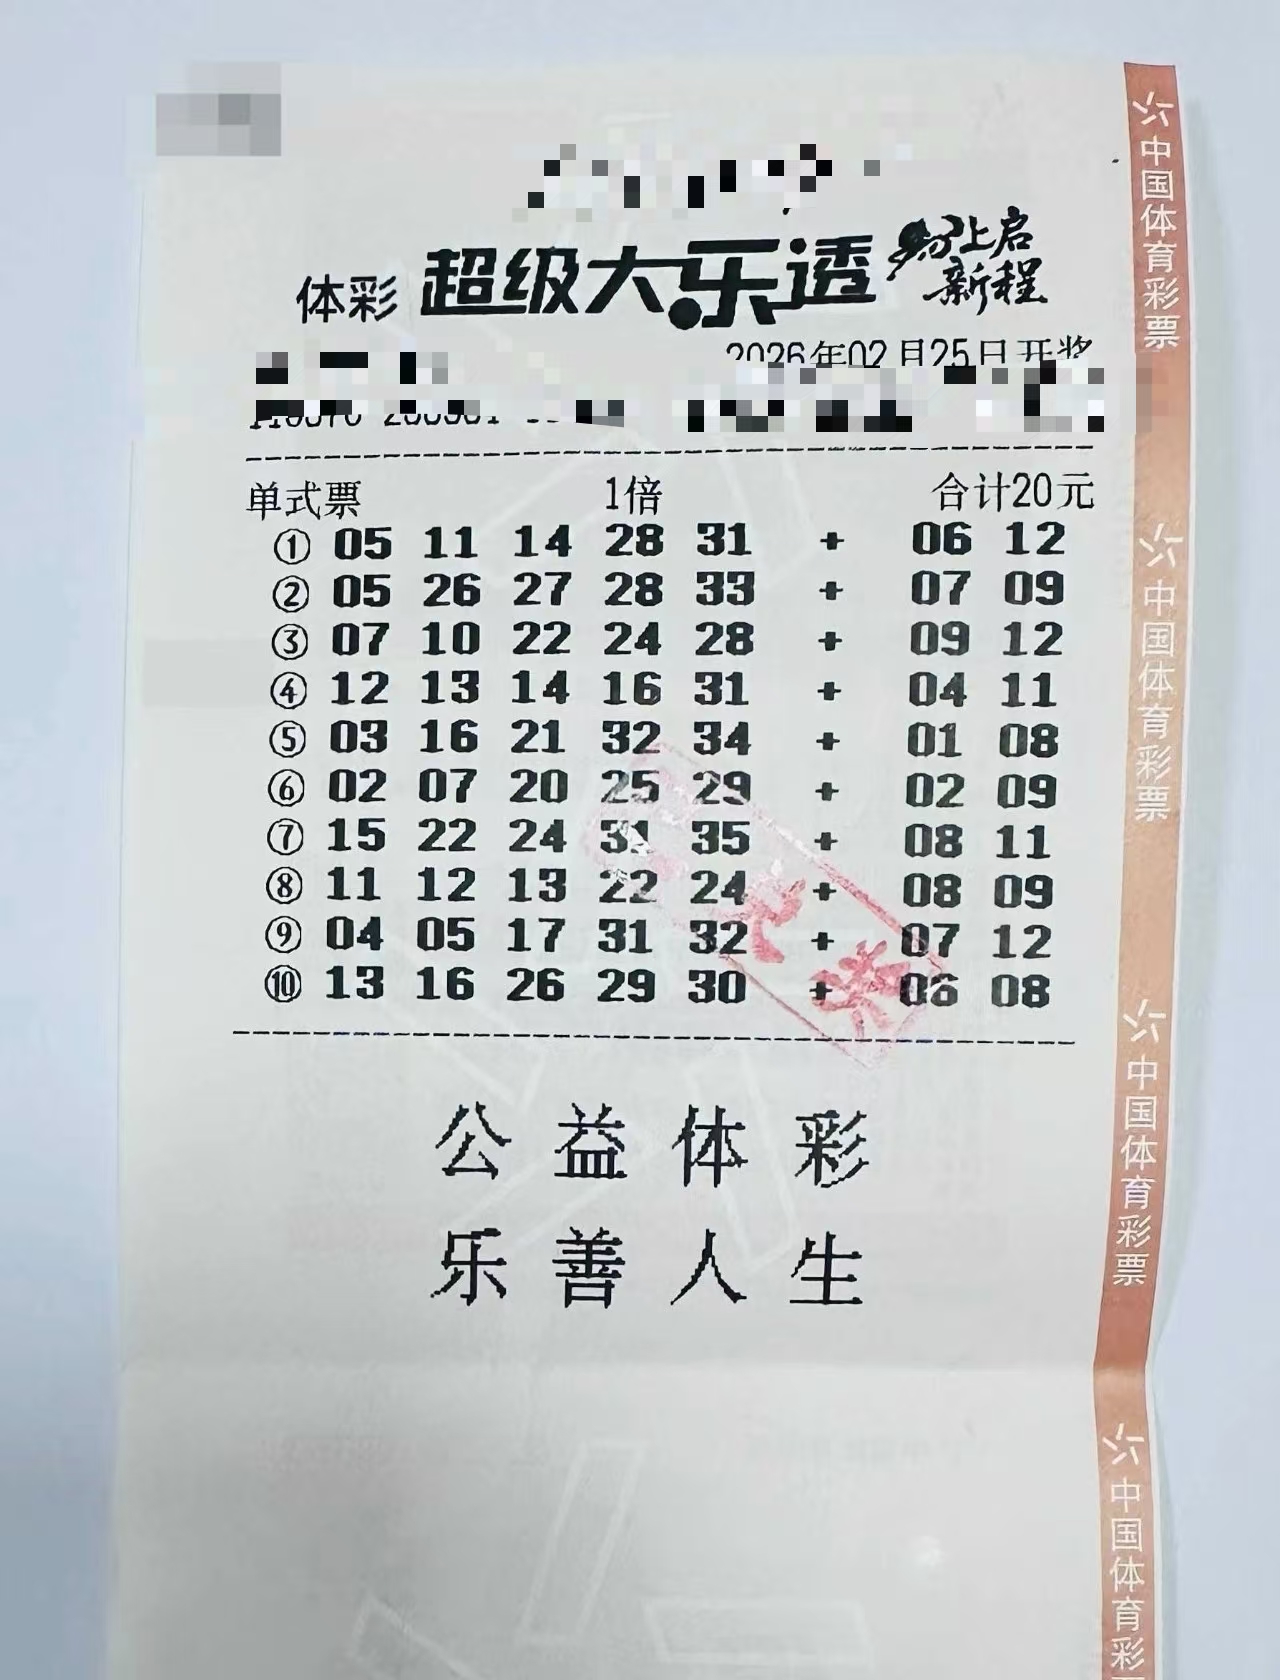 体彩 超级大乐透 马上启
新程
2026年02月25日开奖
单式票 1倍 合计20元
① 05 11 14 28 31 + 06 12
② 05 26 27 28 33 + 07 09
③ 07 10 22 24 28 + 09 12
④ 12 13 14 16 31 + 04 11
⑤ 03 16 21 32 34 + 01 08
⑥ 02 07 20 25 29 + 02 09
⑦ 15 22 24 31 35 + 08 11
⑧ 11 12 13 22 24 + 08 09
⑨ 04 05 17 31 32 + 07 12
⑩ 13 16 26 29 30 + 06 08
公益体彩
乐善人生
中国体育彩票
中国体育彩票
中国体育彩票
中国体育彩